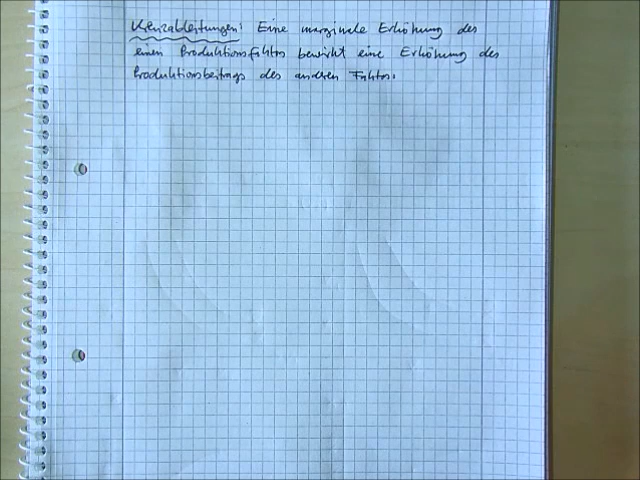 Kreuzableitungen: Eine marginale Erhöhung des
einen Produktionsfaktors bewirkt eine Erhöhung des
Produktionsbeitrags des anderen Faktors.